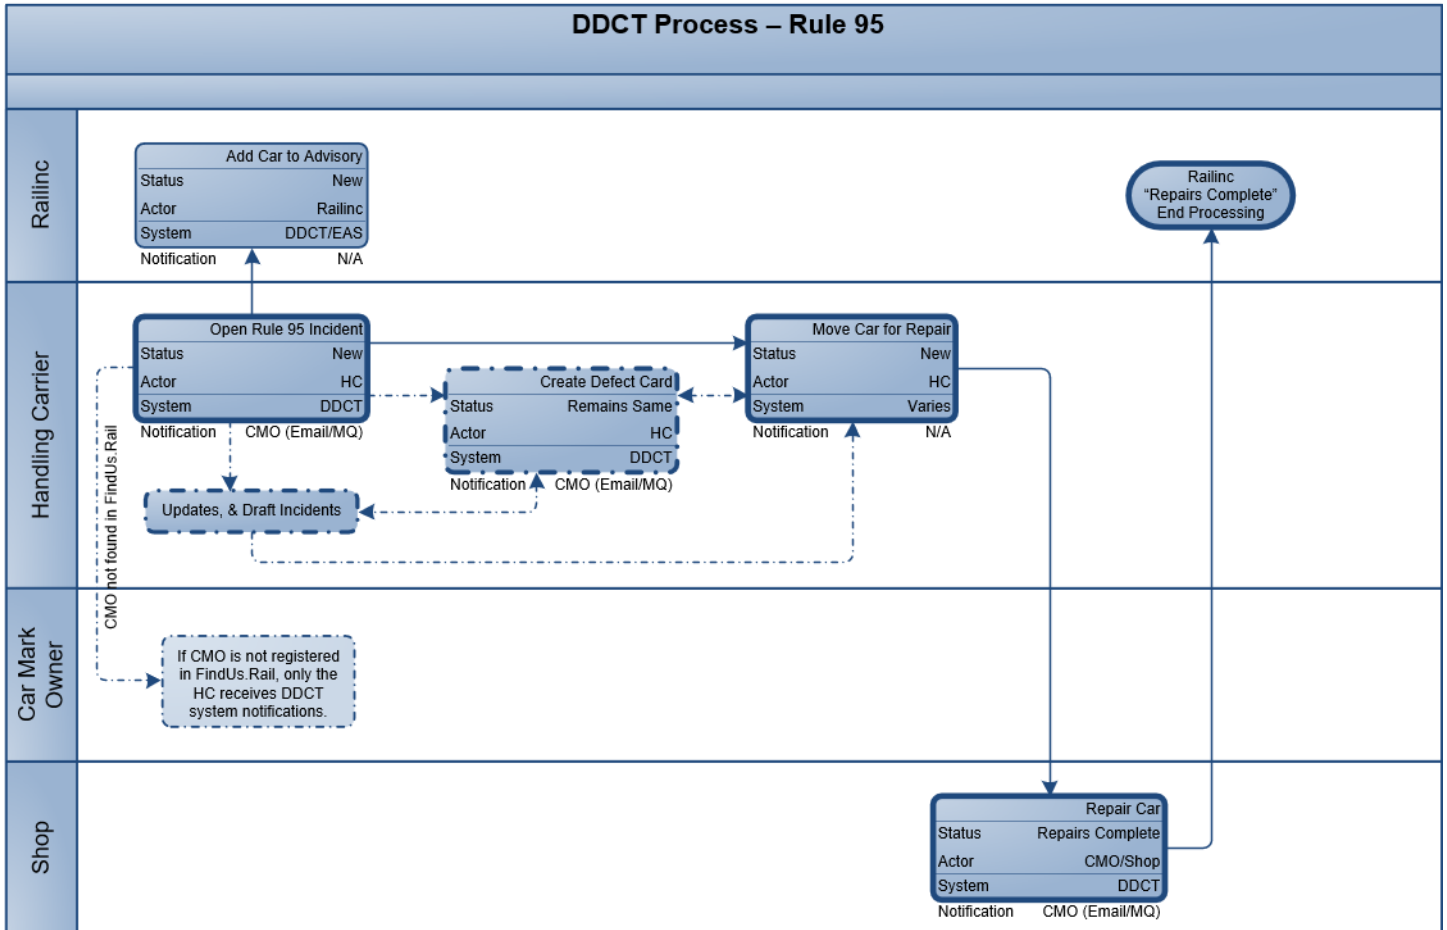 DDCT Process – Rule 95
Railinc
Add Car to Advisory
Status New
Actor Railinc
System DDCT/EAS
Notification N/A
Railinc
“Repairs Complete”
End Processing
Handling Carrier
Open Rule 95 Incident
Status New
Actor HC
System DDCT
Notification CMO (Email/MQ)
Create Defect Card
Status Remains Same
Actor HC
System DDCT
Notification CMO (Email/MQ)
Move Car for Repair
Status New
Actor HC
System Varies
Notification N/A
Updates, & Draft Incidents
CMO not found in FindUs.Rail
Car Mark
Owner
If CMO is not registered
in FindUs.Rail, only the
HC receives DDCT
system notifications.
Shop
Repair Car
Status Repairs Complete
Actor CMO/Shop
System DDCT
Notification CMO (Email/MQ)